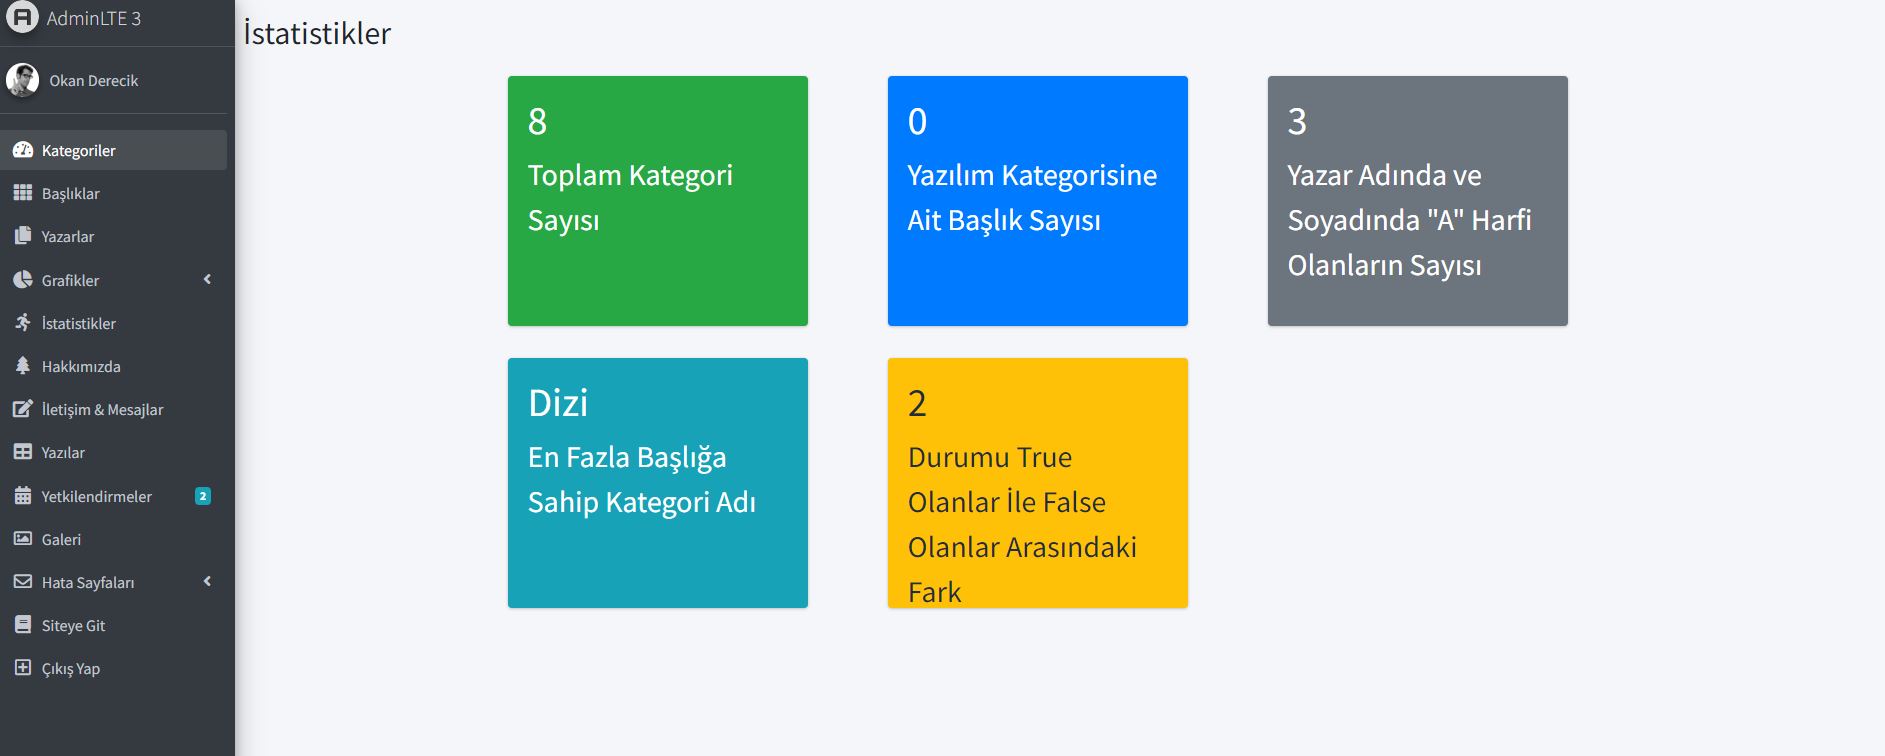 AdminLTE 3
Okan Derecik
Kategoriler
Başlıklar
Yazarlar
Grafikler
İstatistikler
Hakkımızda
İletişim & Mesajlar
Yazılar
Yetkilendirmeler 2
Galeri
Hata Sayfaları
Siteye Git
Çıkış Yap
İstatistikler
8
Toplam Kategori
Sayısı
0
Yazılım Kategorisine
Ait Başlık Sayısı
3
Yazar Adında ve
Soyadında "A" Harfi
Olanların Sayısı
Dizi
En Fazla Başlığa
Sahip Kategori Adı
2
Durumu True
Olanlar İle False
Olanlar Arasındaki
Fark